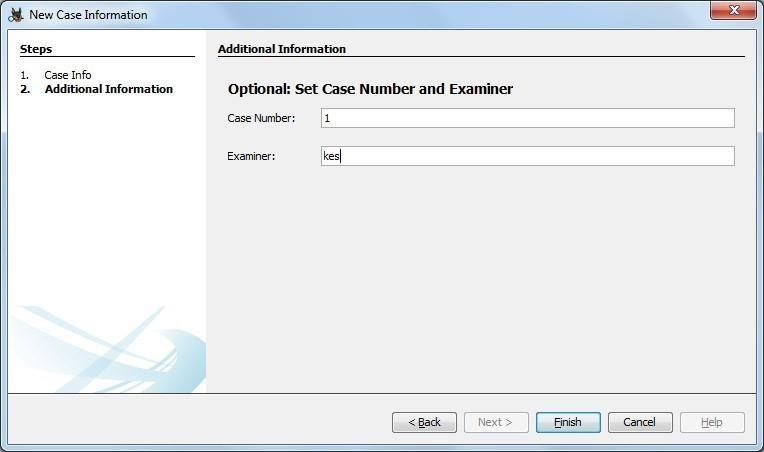 New Case Information
Steps
1. Case Info
2. Additional Information
Additional Information
Optional: Set Case Number and Examiner
Case Number: 1
Examiner: kes
< Back Next > Finish Cancel Help